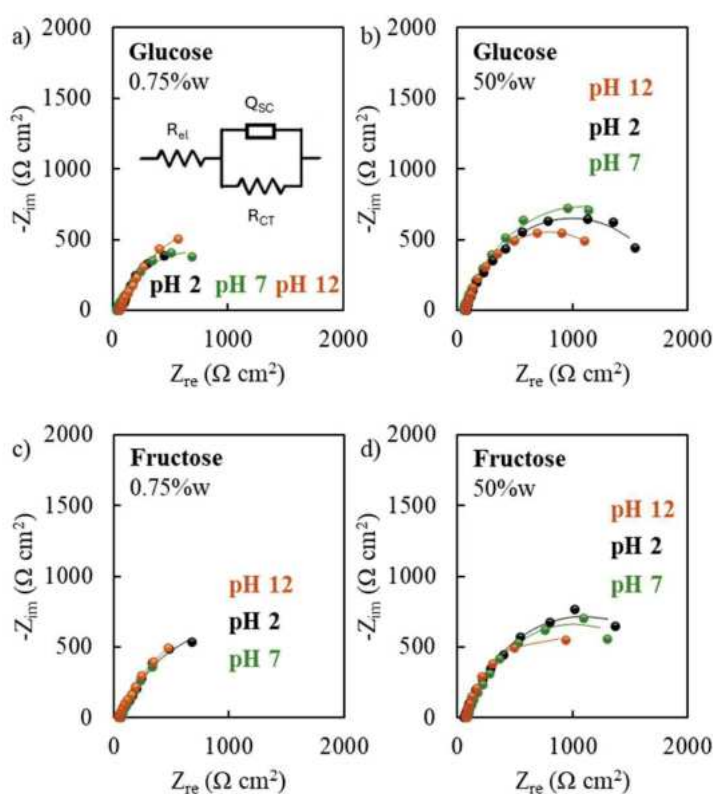 a)
Glucose
0.75%w
Q_SC
R_el
R_CT
-Z_im (Ω cm²)
2000
1500
1000
500
0
pH 2 pH 7 pH 12
0 1000 2000
Z_re (Ω cm²)
b)
Glucose
50%w
pH 12
pH 2
pH 7
-Z_im (Ω cm²)
2000
1500
1000
500
0
0 1000 2000
Z_re (Ω cm²)
c)
Fructose
0.75%w
pH 12
pH 2
pH 7
-Z_im (Ω cm²)
2000
1500
1000
500
0
0 1000 2000
Z_re (Ω cm²)
d)
Fructose
50%w
pH 12
pH 2
pH 7
-Z_im (Ω cm²)
2000
1500
1000
500
0
0 1000 2000
Z_re (Ω cm²)